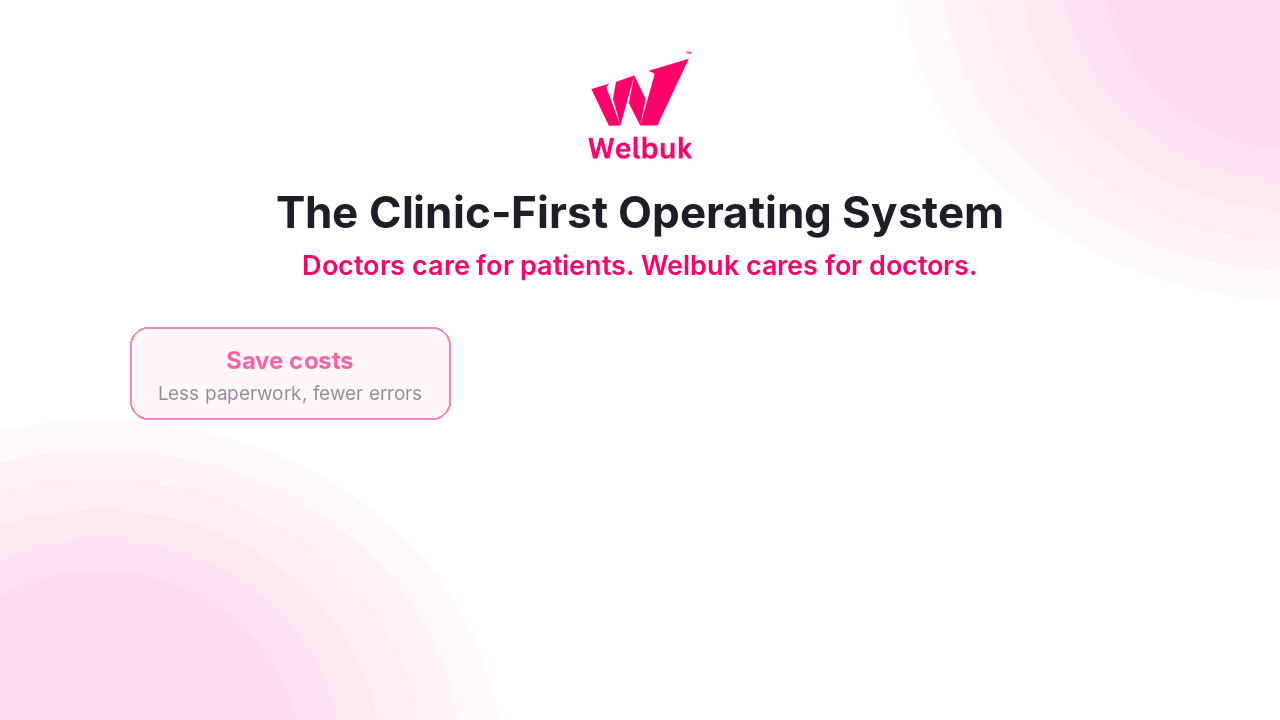 Welbuk
The Clinic-First Operating System
Doctors care for patients. Welbuk cares for doctors.
Save costs
Less paperwork, fewer errors